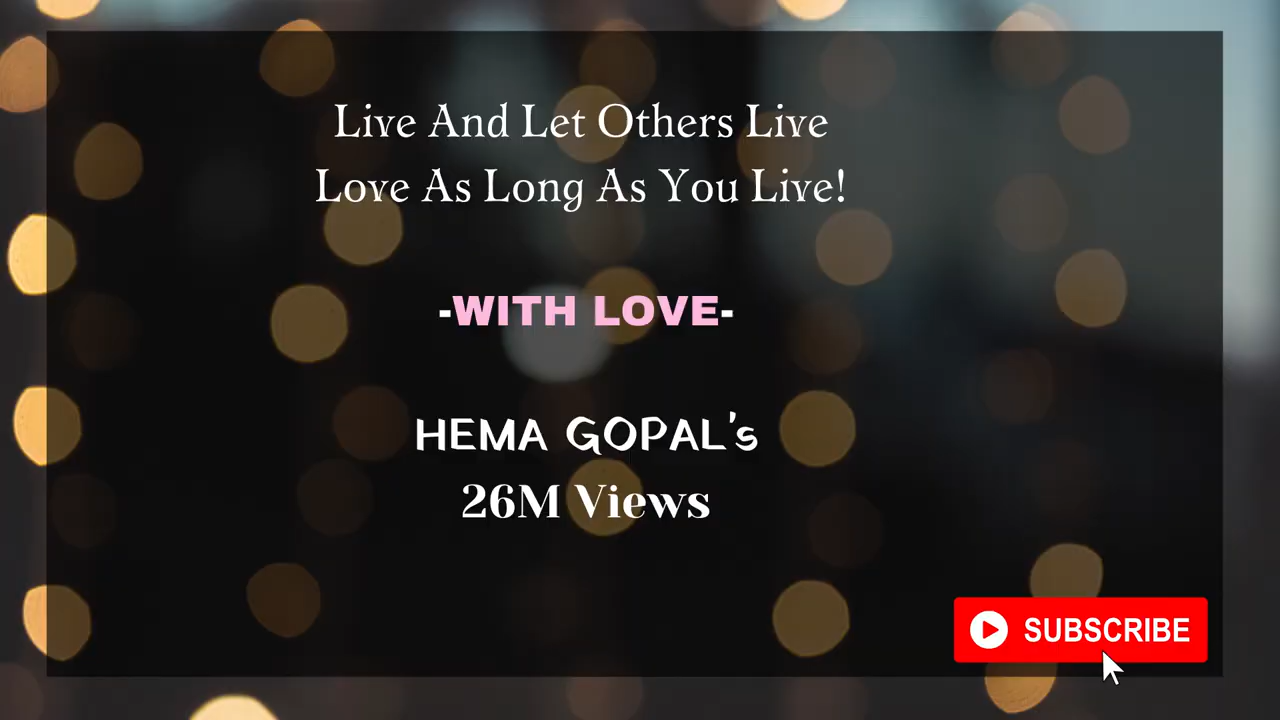 Live And Let Others Live
Love As Long As You Live!
-WITH LOVE-
HEMA GOPAL's
26M Views
SUBSCRIBE